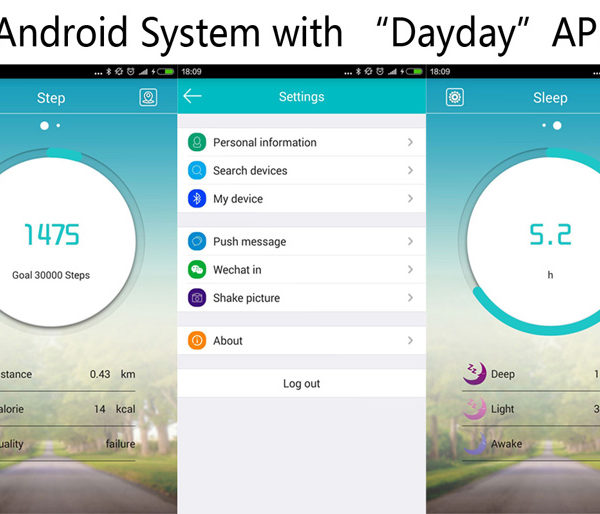 Android System with “Dayday” AP
Step
1475
Goal 30000 Steps
stance 0.43 km
alorie 14 kcal
uality failure
18:09
Settings
Personal information
Search devices
My device
Push message
Wechat in
Shake picture
About
Log out
18:09
Sleep
5.2
h
Deep 1
Light 3
Awake